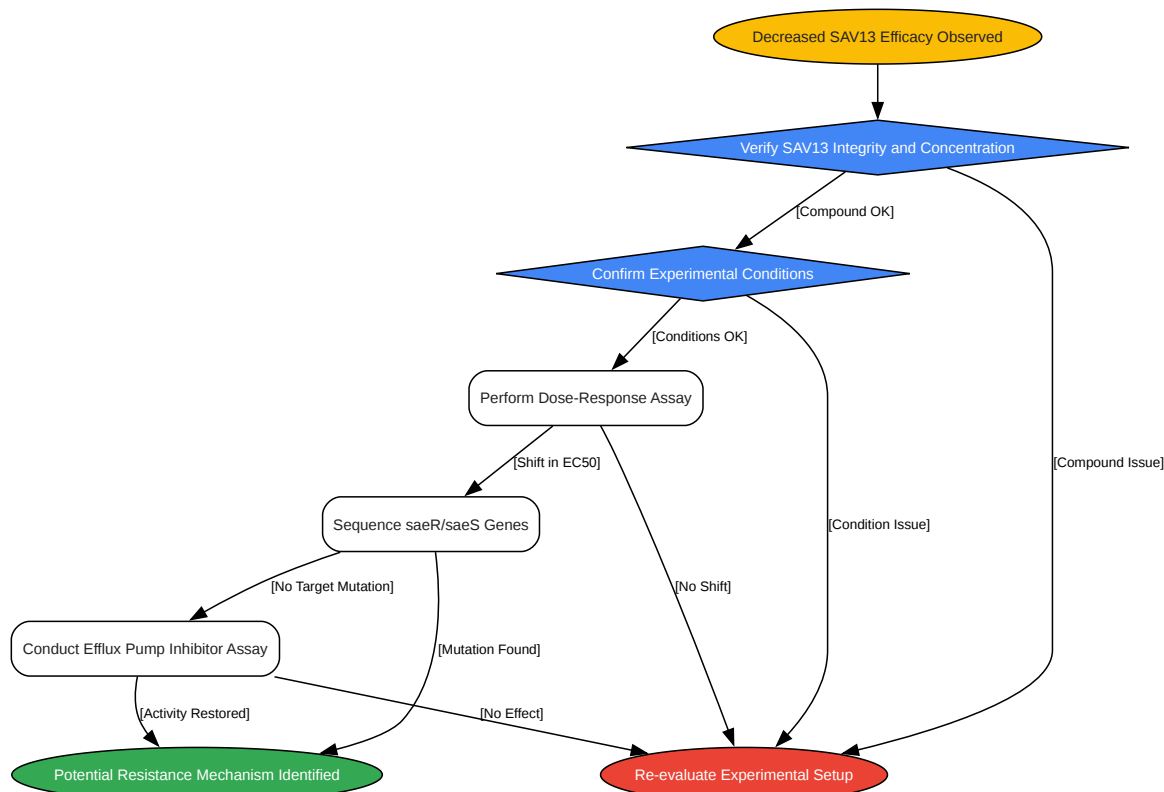 Decreased SAV13 Efficacy Observed
Verify SAV13 Integrity and Concentration
[Compound OK]
Confirm Experimental Conditions
[Conditions OK]
Perform Dose-Response Assay
[Shift in EC50]
[Compound Issue]
Sequence saeR/saeS Genes
[Condition Issue]
[No Target Mutation]
[No Shift]
Conduct Efflux Pump Inhibitor Assay
[Mutation Found]
[Activity Restored]
[No Effect]
Potential Resistance Mechanism Identified
Re-evaluate Experimental Setup